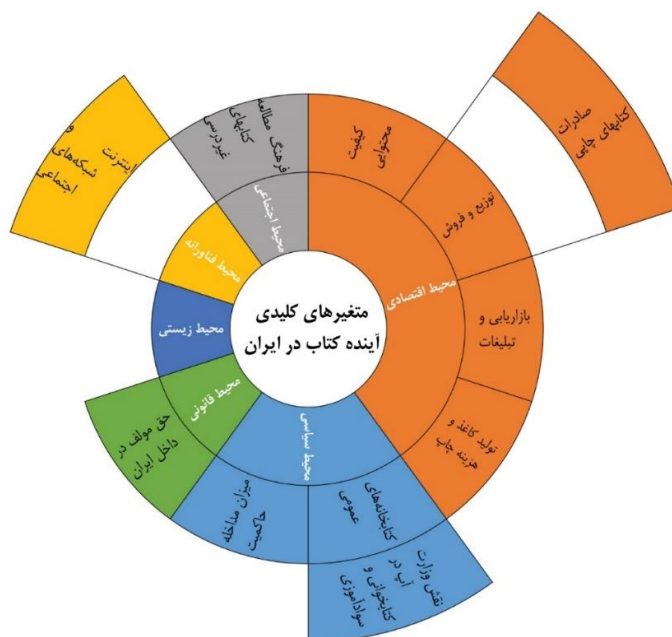 متغیرهای کلیدی
آینده کتاب در ایران
محیط اقتصادی
کیفیت
محتوایی
توزیع و فروش
صادرات
کتابهای چاپی
بازاریابی و
تبلیغات
تولید کاغذ و
هزینه چاپ
محیط سیاسی
کتابخانه‌های
عمومی
نقش وزارت
آپ در
کتابخوانی و
سوادآموزی
میزان مداخله
حاکمیت
محیط قانونی
حق مولف در
داخل ایران
محیط زیستی
محیط فناورانه
اینترنت و
شبکه‌های
اجتماعی
محیط اجتماعی
فرهنگ مطالعه
کتابهای
غیردرسی